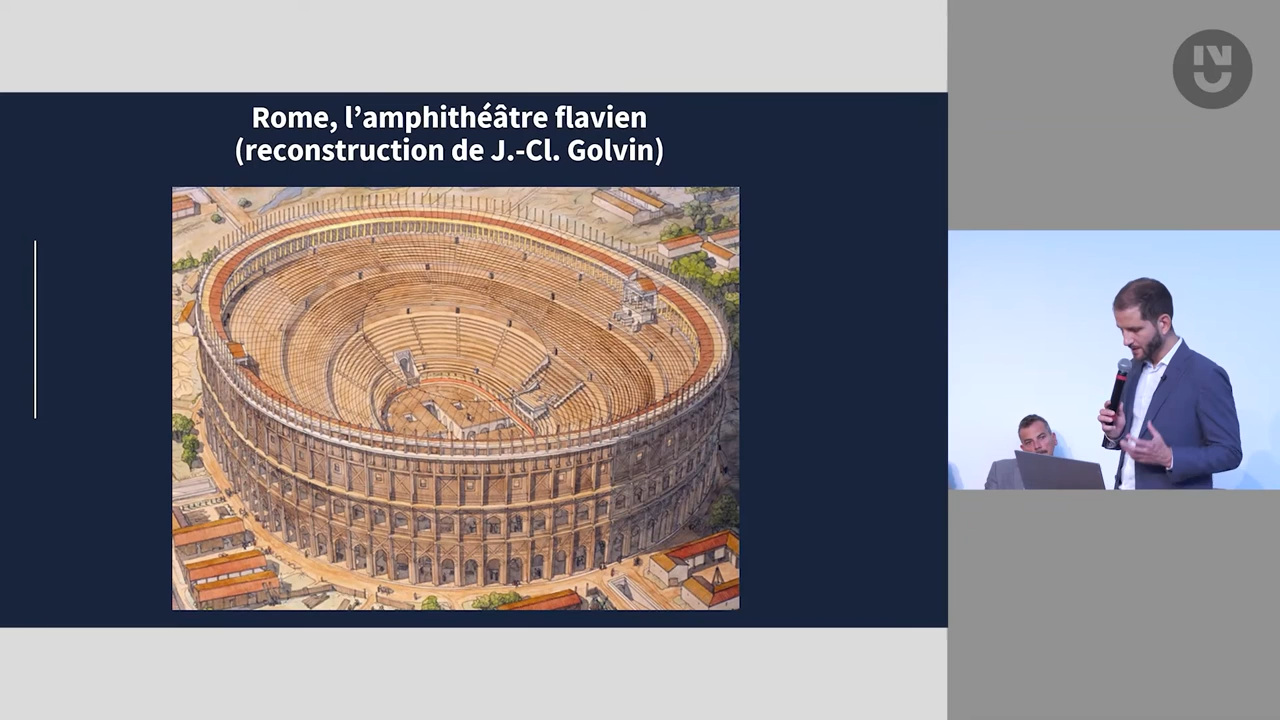 Rome, l’amphithéâtre flavien
(reconstruction de J.-Cl. Golvin)